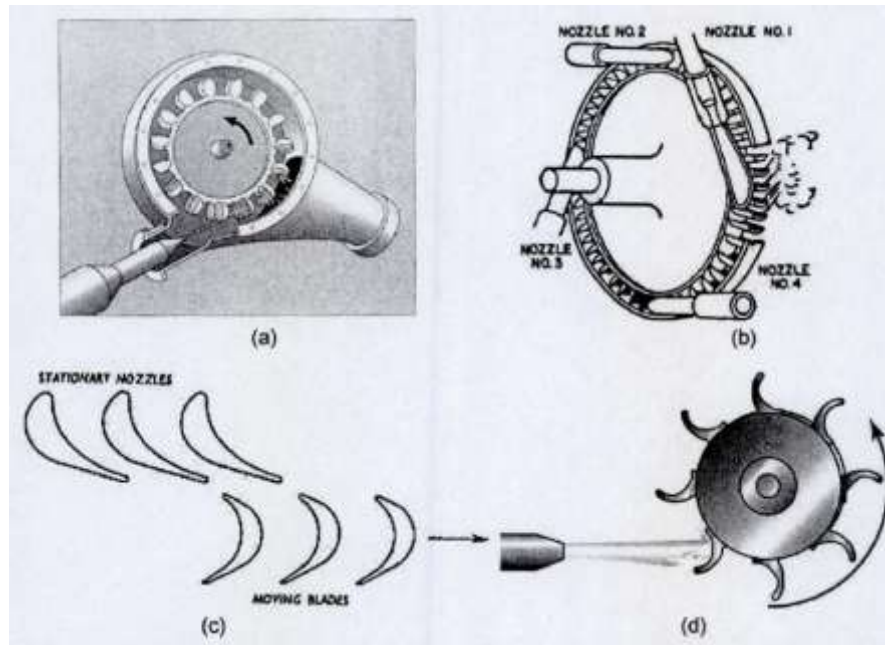 NOZZLE NO.2
NOZZLE NO.1
NOZZLE
NO.3
NOZZLE
NO.4
(a)
(b)
STATIONARY NOZZLES
MOVING BLADES
(c)
(d)